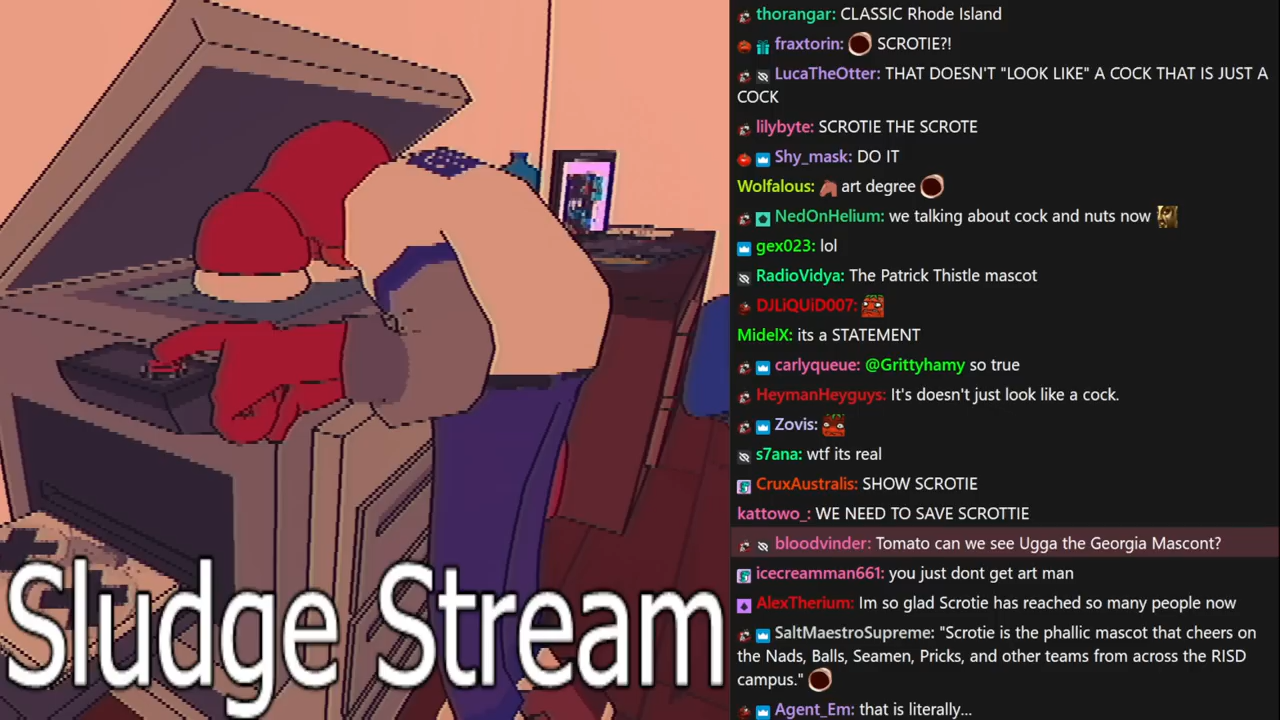 Sludge Stream
thorangar: CLASSIC Rhode Island
fraxtorin: SCROTIE?!
LucaTheOtter: THAT DOESN'T "LOOK LIKE" A COCK THAT IS JUST A
COCK
lilybyte: SCROTIE THE SCROTE
Shy_mask: DO IT
Wolfalous: art degree
NedOnHelium: we talking about cock and nuts now
gex023: lol
RadioVidya: The Patrick Thistle mascot
DJLiQUiD007:
MidelX: its a STATEMENT
carlyqueue: @Grittyhamy so true
HeymanHeyguys: It's doesn't just look like a cock.
Zovis:
s7ana: wtf its real
CruxAustralis: SHOW SCROTIE
kattowo_: WE NEED TO SAVE SCROTTIE
bloodvinder: Tomato can we see Ugga the Georgia Mascont?
icecreamman661: you just dont get art man
AlexTherium: Im so glad Scrotie has reached so many people now
SaltMaestroSupreme: "Scrotie is the phallic mascot that cheers on
the Nads, Balls, Seamen, Pricks, and other teams from across the RISD
campus."
Agent_Em: that is literally...